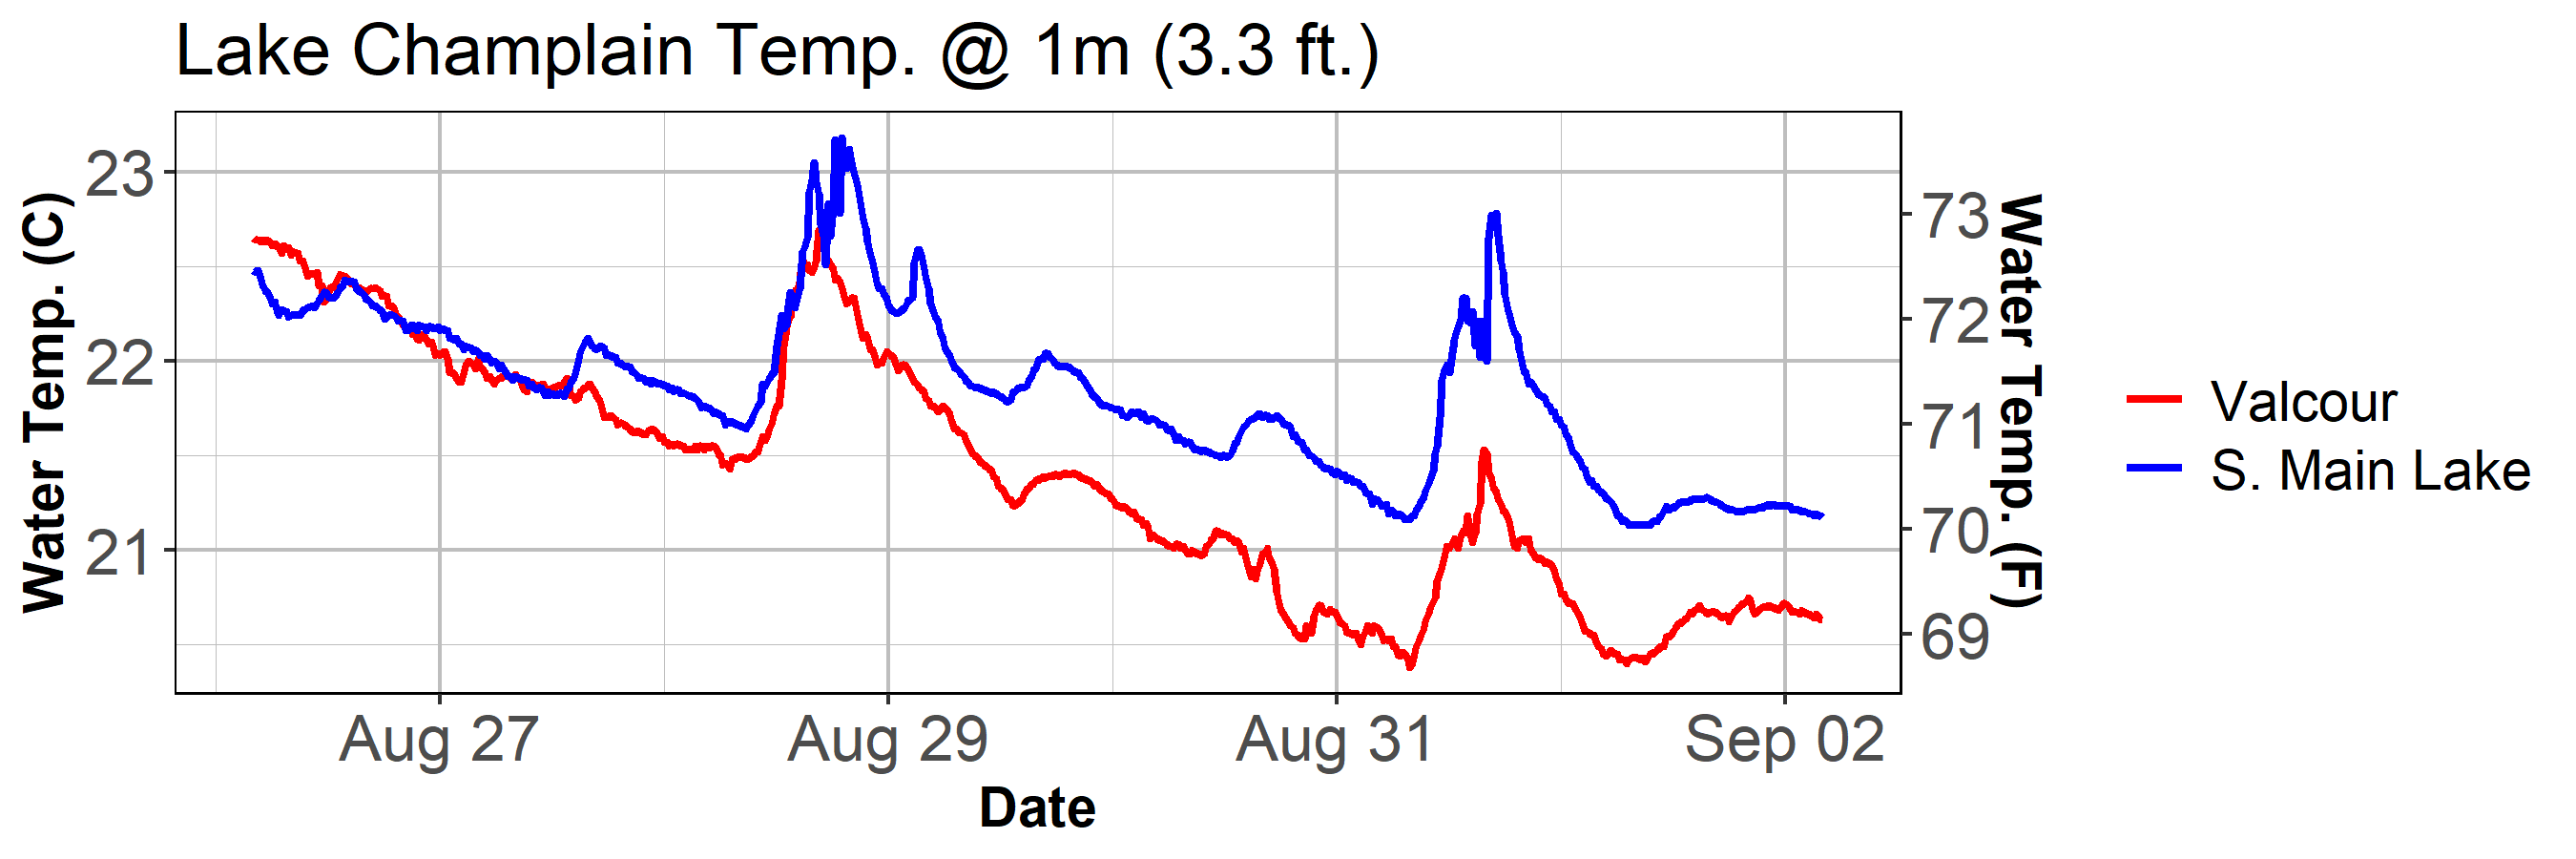 Lake Champlain Temp. @ 1m (3.3 ft.)
Water Temp. (C)
23
22
21
73
72
71
70
69
Water Temp. (F)
Valcour
S. Main Lake
Aug 27
Aug 29
Aug 31
Sep 02
Date